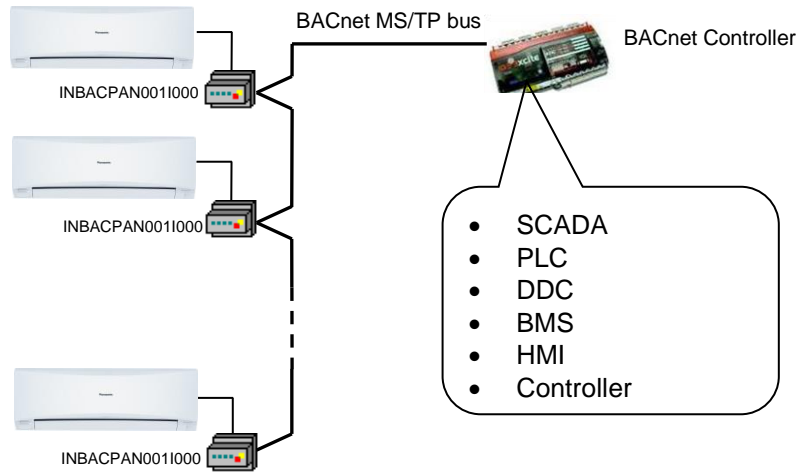 BACnet MS/TP bus
BACnet Controller
INBACPAN001I000
INBACPAN001I000
• SCADA
• PLC
• DDC
• BMS
• HMI
• Controller
INBACPAN001I000